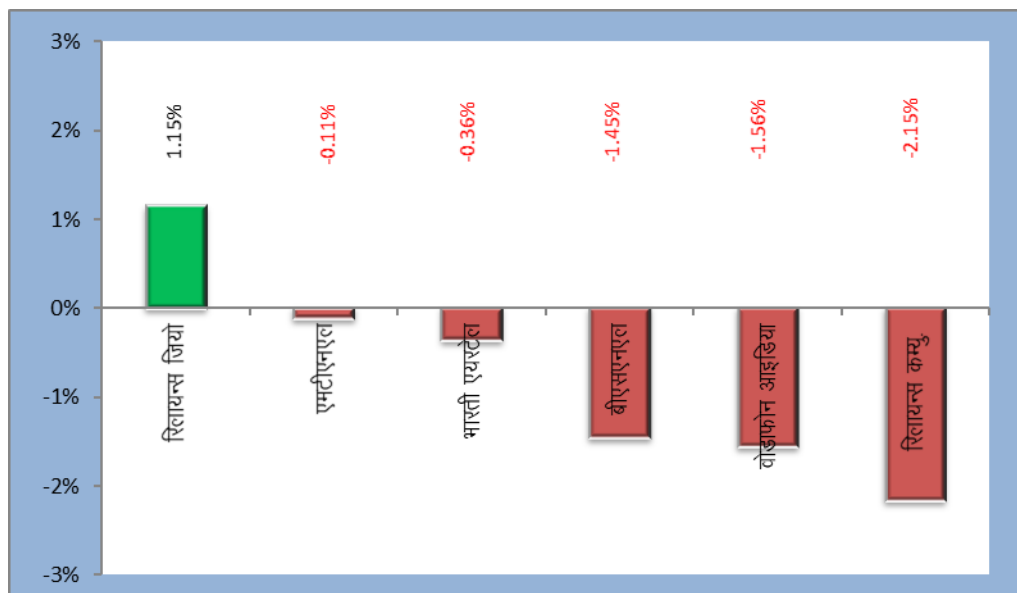 3%
2%
1%
0%
-1%
-2%
-3%
1.15%
-0.11%
-0.36%
-1.45%
-1.56%
-2.15%
रिलायन्स जियो
एमटीएनएल
भारती एयरटेल
बीएसएनएल
वोडाफोन आइडिया
रिलायन्स कम्यु.